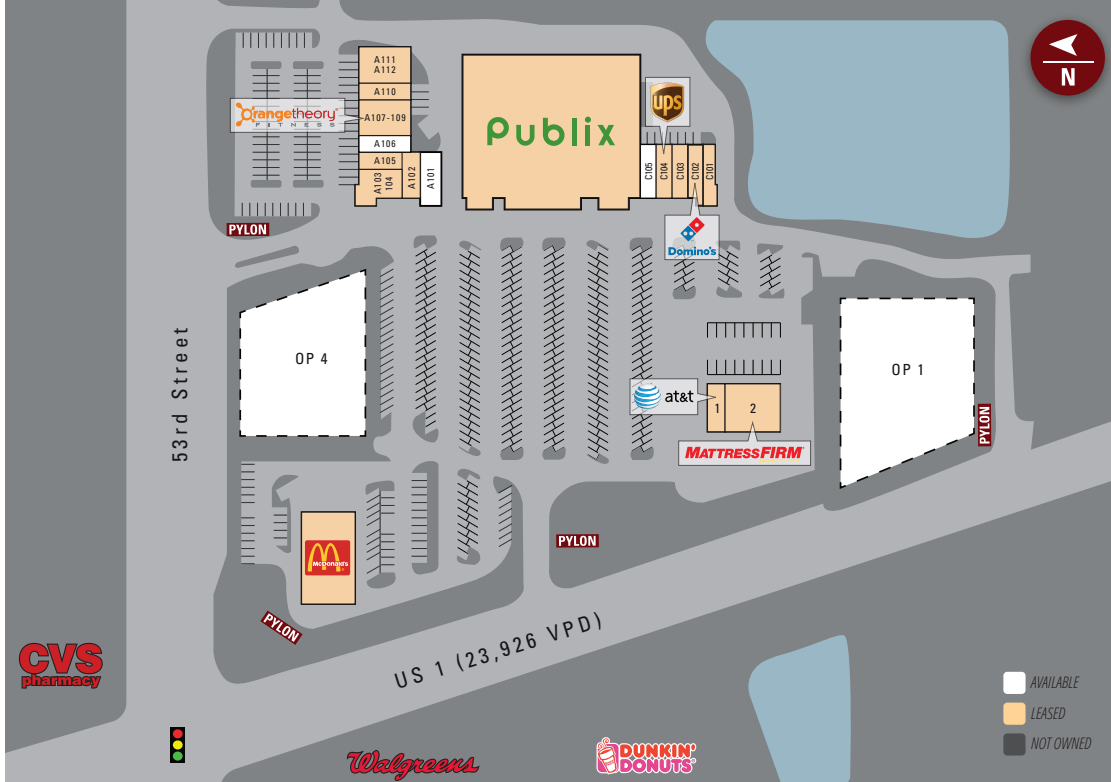 N
A111
A112
A110
orangetheory
FITNESS
A107-109
A106
A105
A103
104
A102
A101
Publix
ups
C105
C104
C103
C102
C101
Domino's
PYLON
53rd Street
OP 4
OP 1
at&t
1
2
MATTRESSFIRM
PYLON
McDonald's
PYLON
PYLON
US 1 (23,926 VPD)
CVS
pharmacy
AVAILABLE
LEASED
NOT OWNED
Walgreens
DUNKIN'
DONUTS